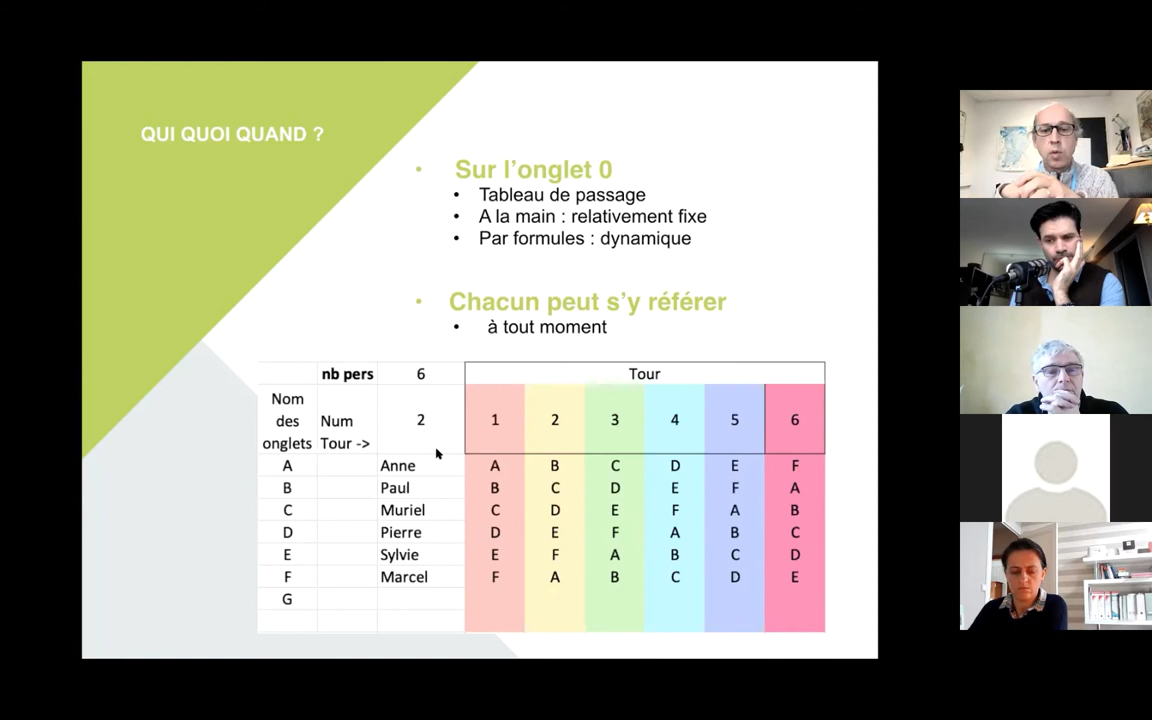 QUI QUOI QUAND ?
• Sur l'onglet 0
• Tableau de passage
• A la main : relativement fixe
• Par formules : dynamique
• Chacun peut s'y référer
• à tout moment
nb pers 6 Tour
Nom des onglets Num Tour -> 2 1 2 3 4 5 6
A Anne A B C D E F
B Paul B C D E F A
C Muriel C D E F A B
D Pierre D E F A B C
E Sylvie E F A B C D
F Marcel F A B C D E
G